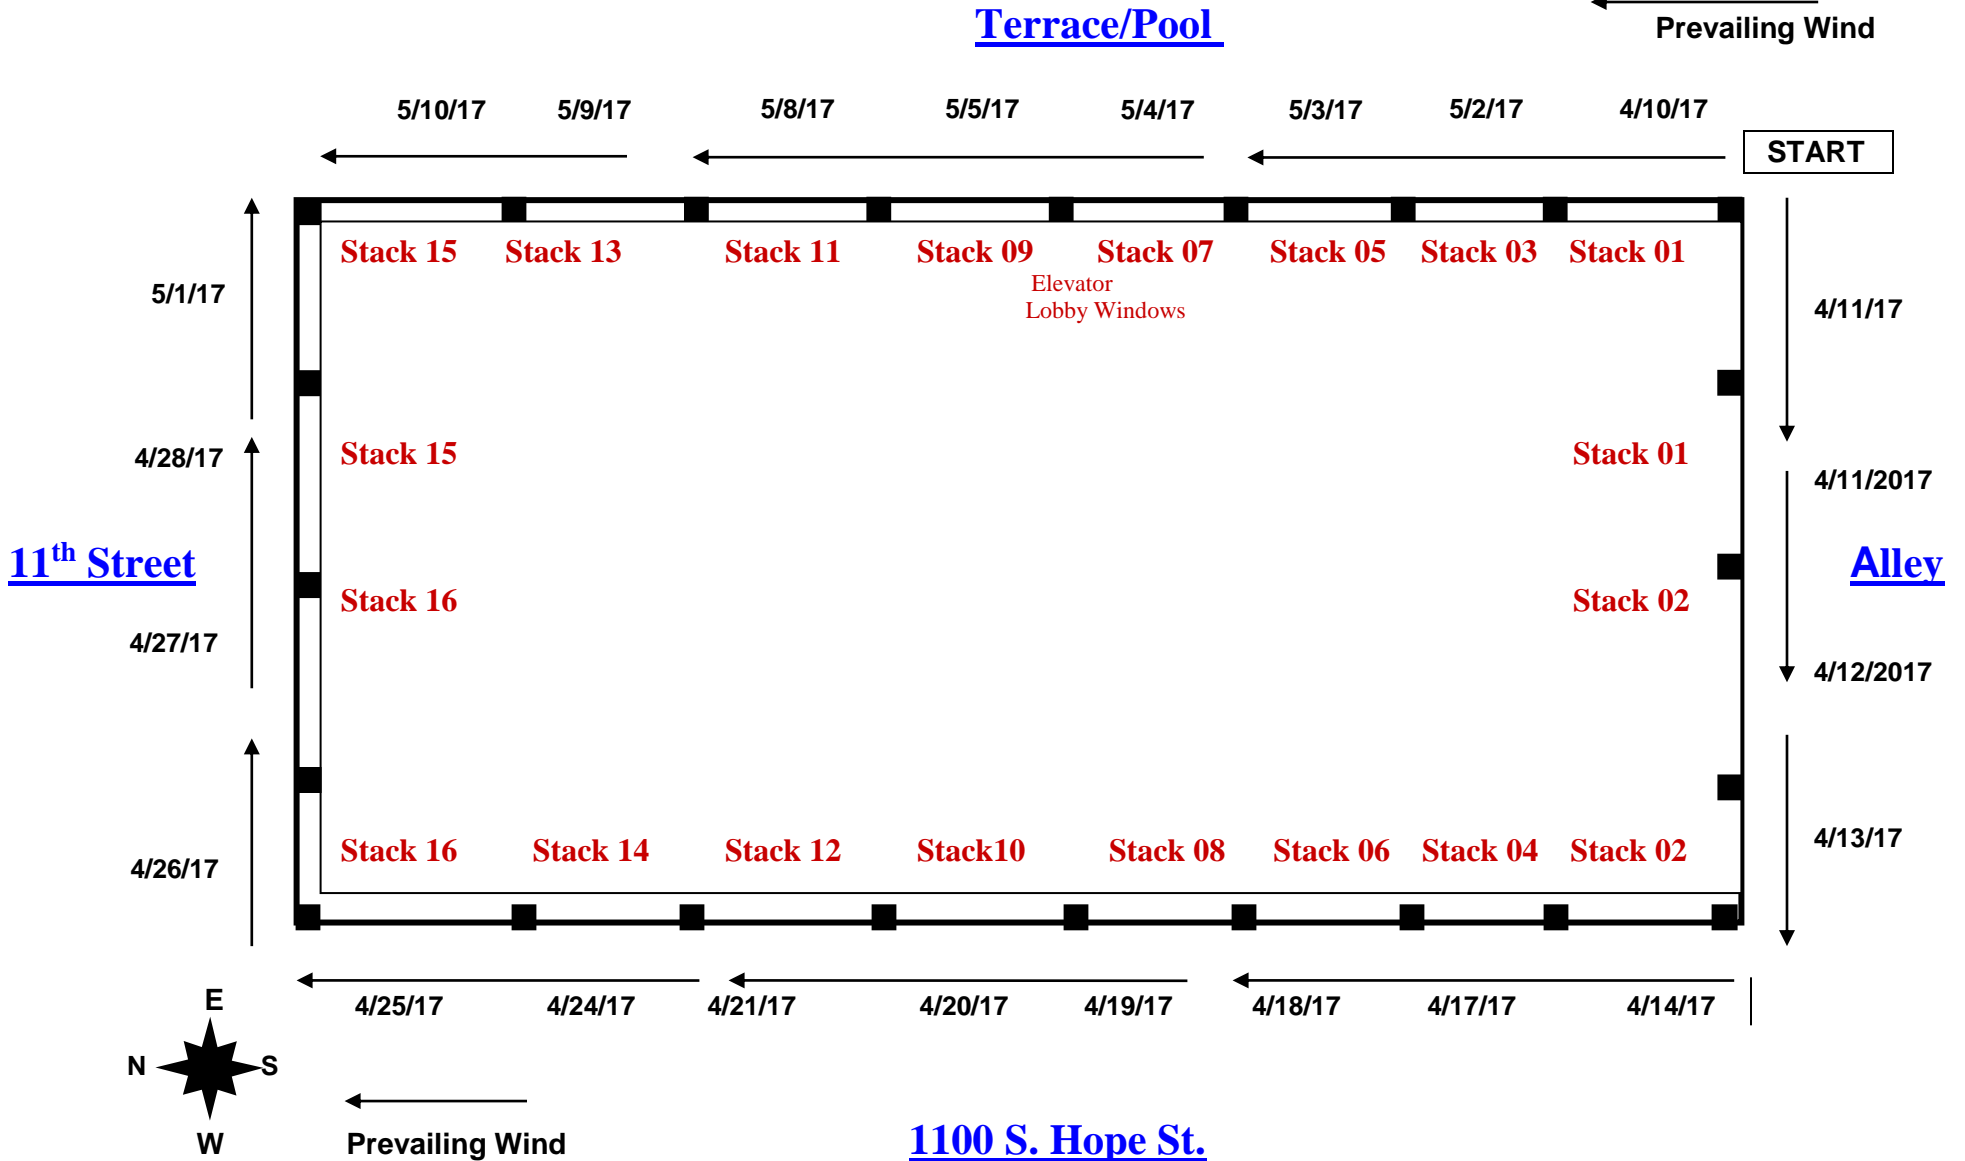 Terrace/Pool
Prevailing Wind
5/10/17 5/9/17 5/8/17 5/5/17 5/4/17 5/3/17 5/2/17 4/10/17
START
Stack 15 Stack 13 Stack 11 Stack 09 Stack 07 Stack 05 Stack 03 Stack 01
Elevator
Lobby Windows
5/1/17
4/11/17
4/28/17
Stack 15
Stack 01
4/11/2017
11th Street
Alley
Stack 16
Stack 02
4/27/17
4/12/2017
4/13/17
Stack 16 Stack 14 Stack 12 Stack10 Stack 08 Stack 06 Stack 04 Stack 02
4/26/17
4/25/17 4/24/17 4/21/17 4/20/17 4/19/17 4/18/17 4/17/17 4/14/17
E
N S
W
Prevailing Wind
1100 S. Hope St.